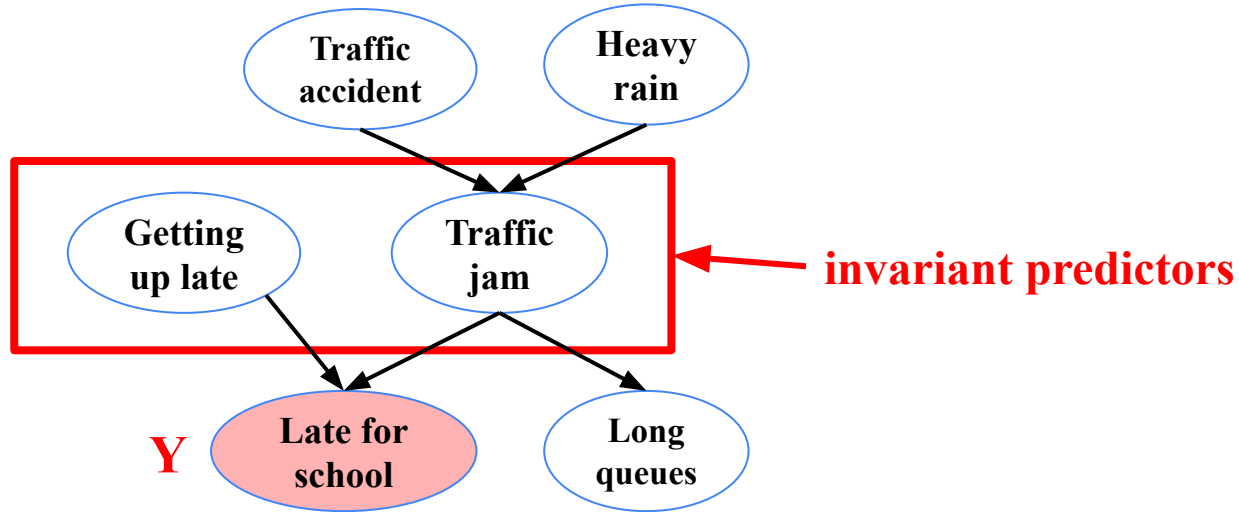 Traffic
accident
Heavy
rain
Getting
up late
Traffic
jam
invariant predictors
Y
Late for
school
Long
queues